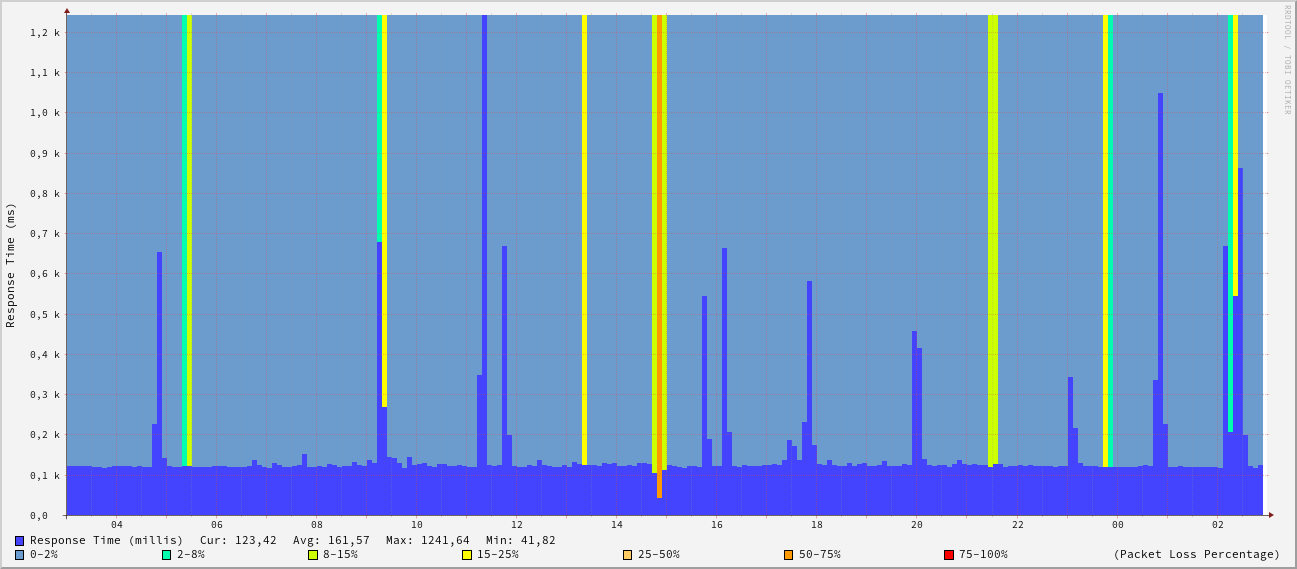 RRDTOOL / TOBI OETIKER
Response Time (ms)
1,2 k
1,1 k
1,0 k
0,9 k
0,8 k
0,7 k
0,6 k
0,5 k
0,4 k
0,3 k
0,2 k
0,1 k
0,0
04 06 08 10 12 14 16 18 20 22 00 02
Response Time (millis) Cur: 123,42 Avg: 161,57 Max: 1241,64 Min: 41,82
0-2% 2-8% 8-15% 15-25% 25-50% 50-75% 75-100% (Packet Loss Percentage)